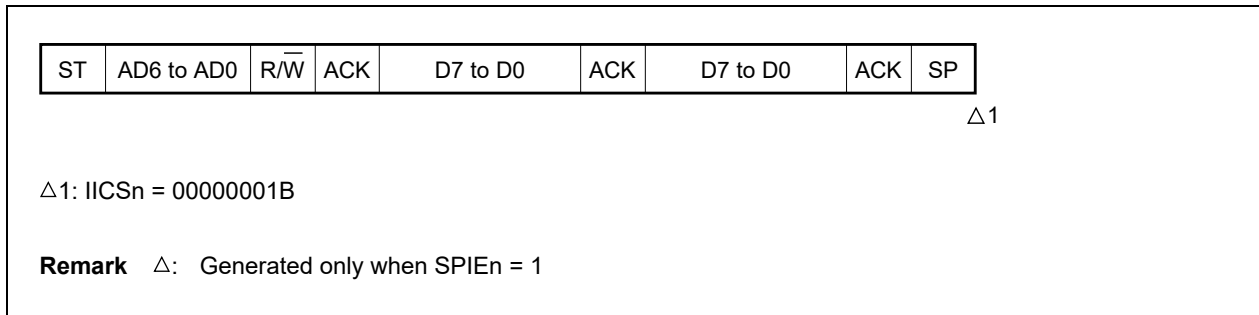 ST AD6 to AD0 R/W̅ ACK D7 to D0 ACK D7 to D0 ACK SP
△1
△1: IICSn = 00000001B
Remark △: Generated only when SPIEn = 1